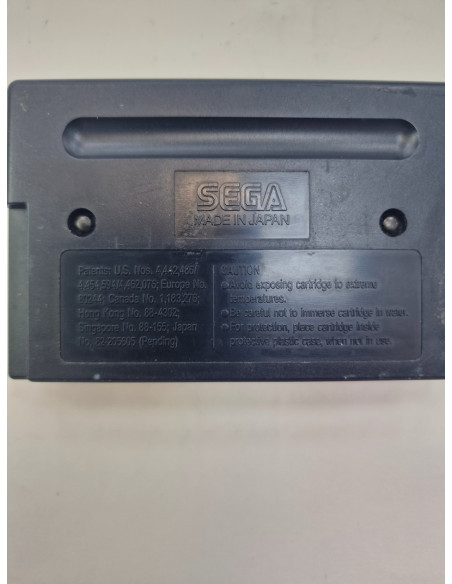 SEGA
MADE IN JAPAN
Patents: U.S. Nos. 4,442,486/
4,454,594/4,462,076; Europe No.
80244; Canada No. 1,183,276;
Hong Kong No. 88-4302;
Singapore No. 88-155; Japan
No. 82-205605 (Pending)
CAUTION
● Avoid exposing cartridge to extreme
temperatures.
● Be careful not to immerse cartridge in water.
● For protection, place cartridge inside
protective plastic case, when not in use.